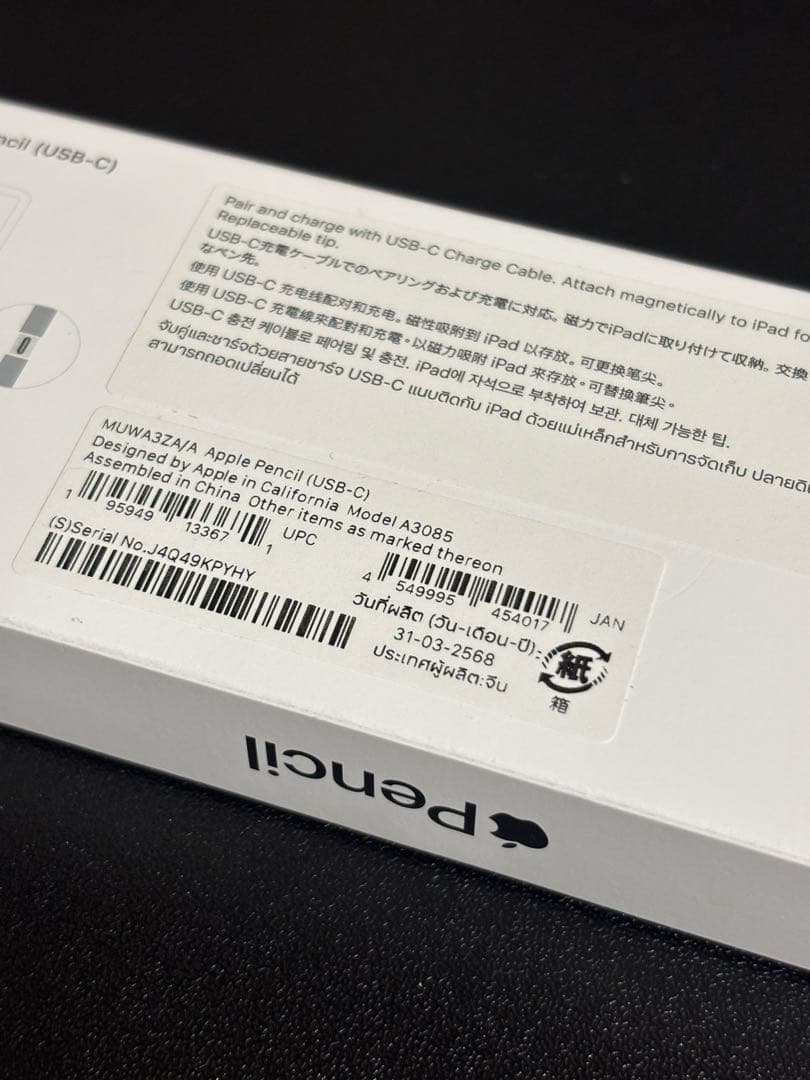 (USB-C)
Pair and charge with USB-C Charge Cable. Attach magnetically to iPad
Replaceable tip.
USB-C充電ケーブルでのペアリングおよび充電に対応。磁力でiPadに取り付けて収納。交換
なペン先。
使用 USB-C 充电线配对和充电。磁性吸附到 iPad 以存放。可更换笔尖。
使用 USB-C 充電線來配對和充電。以磁力吸附 iPad 來存放。可替換筆尖。
USB-C 충전 케이블로 페어링 및 충전. iPad에 자석으로 부착하여 보관. 대체 가능한 팁.
จับคู่และชาร์จด้วยสายชาร์จ USB-C แนบติดกับ iPad ด้วยแม่เหล็กสำหรับการจัดเก็บ ปลาย
สามารถถอดเปลี่ยนได้
MUWA3ZA/A Apple Pencil (USB-C)
Designed by Apple in California Model A3085
Assembled in China Other items as marked thereon
1 95949 13367 1 UPC
4 549995 454017 JAN
(S)Serial No.J4Q49KPYHY
วันที่ผลิต (วัน-เดือน-ปี):
31-03-2568
ประเทศผู้ผลิต:จีน
紙
箱
Pencil